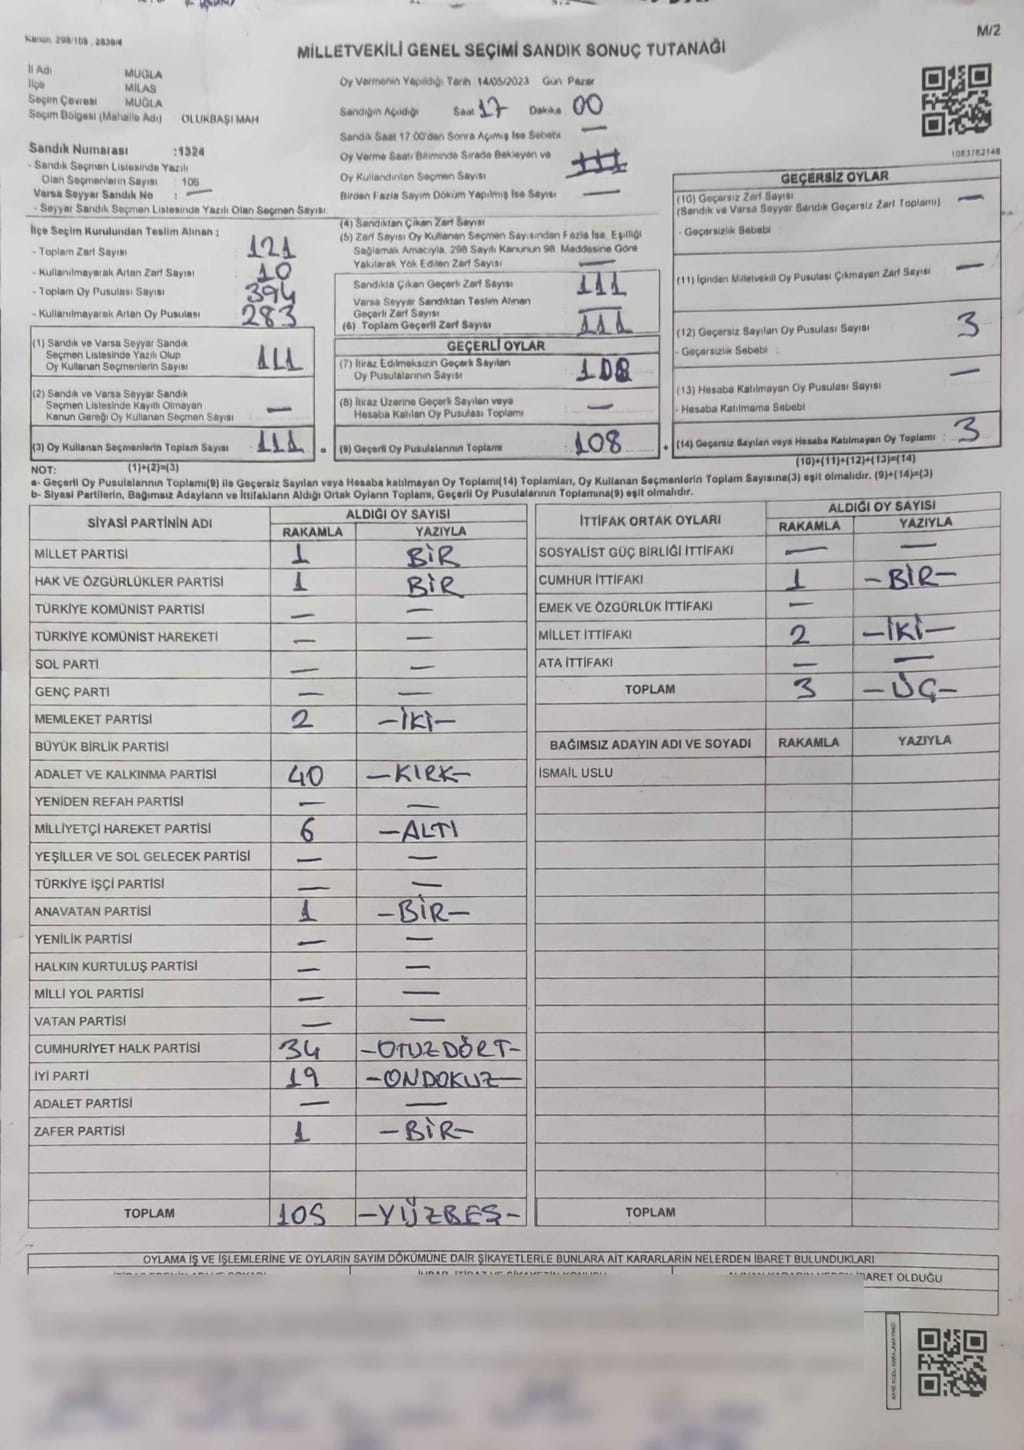 Kanun. 298/105, 2839/4
M/2
MİLLETVEKİLİ GENEL SEÇİMİ SANDIK SONUÇ TUTANAĞI
İl Adı MUĞLA
İlçe MİLAS
Seçim Çevresi MUĞLA
Seçim Bölgesi (Mahalle Adı) OLUKBAŞI MAH
Oy Vermenin Yapıldığı Tarih 14/05/2023 Gün Pazar
Sandığın Açıldığı Saat 17 Dakika 00
Sandık Saat 17 00'den Sonra Açılmış İse Sebebi —
Oy Verme Saati Bitiminde Sırada Bekleyen ve
Oy Kullandırılan Seçmen Sayısı
Birden Fazla Sayım Döküm Yapılmış İse Sayısı —
Sandık Numarası :1324
- Sandık Seçmen Listesinde Yazılı
Olan Seçmenlerin Sayısı : 106
Varsa Seyyar Sandık No : —
- Seyyar Sandık Seçmen Listesinde Yazılı Olan Seçmen Sayısı
1083782148
İlçe Seçim Kurulundan Teslim Alınan ;
- Toplam Zarf Sayısı 121
- Kullanılmayarak Artan Zarf Sayısı 10
- Toplam Oy Pusulası Sayısı 394
- Kullanılmayarak Artan Oy Pusulası 283
(1) Sandık ve Varsa Seyyar Sandık
Seçmen Listesinde Yazılı Olup
Oy Kullanan Seçmenlerin Sayısı 111
(2) Sandık ve Varsa Seyyar Sandık
Seçmen Listesinde Kayıtlı Olmayan
Kanun Gereği Oy Kullanan Seçmen Sayısı —
(3) Oy Kullanan Seçmenlerin Toplam Sayısı 111 =
(1)+(2)=(3)
(4) Sandıktan Çıkan Zarf Sayısı
(5) Zarf Sayısı Oy Kullanan Seçmen Sayısından Fazla İse, Eşitliği
Sağlamak Amacıyla, 298 Sayılı Kanunun 98. Maddesine Göre
Yakılarak Yok Edilen Zarf Sayısı —
Sandıkta Çıkan Geçerli Zarf Sayısı 111
Varsa Seyyar Sandıktan Teslim Alınan
Geçerli Zarf Sayısı
(6) Toplam Geçerli Zarf Sayısı 111
GEÇERLİ OYLAR
(7) İtiraz Edilmeksizin Geçerli Sayılan
Oy Pusulalarının Sayısı 108
(8) İtiraz Üzerine Geçerli Sayılan veya
Hesaba Katılan Oy Pusulası Toplamı —
(9) Geçerli Oy Pusulalarının Toplamı 108 +
GEÇERSİZ OYLAR
(10) Geçersiz Zarf Sayısı —
(Sandık ve Varsa Seyyar Sandık Geçersiz Zarf Toplamı)
- Geçersizlik Sebebi
(11) İçinden Milletvekili Oy Pusulası Çıkmayan Zarf Sayısı —
(12) Geçersiz Sayılan Oy Pusulası Sayısı 3
- Geçersizlik Sebebi :
(13) Hesaba Katılmayan Oy Pusulası Sayısı —
- Hesaba Katılmama Sebebi
(14) Geçersiz Sayılan veya Hesaba Katılmayan Oy Toplamı 3
(10)+(11)+(12)+(13)=(14)
NOT:
a- Geçerli Oy Pusulalarının Toplamı(9) ile Geçersiz Sayılan veya Hesaba katılmayan Oy Toplamı(14) Toplamları, Oy Kullanan Seçmenlerin Toplam Sayısına(3) eşit olmalıdır. (9)+(14)=(3)
b- Siyasi Partilerin, Bağımsız Adayların ve İttifakların Aldığı Ortak Oyların Toplamı, Geçerli Oy Pusulalarının Toplamına(9) eşit olmalıdır.
SİYASİ PARTİNİN ADI ALDIĞI OY SAYISI
RAKAMLA YAZIYLA
MİLLET PARTİSİ 1 BİR
HAK VE ÖZGÜRLÜKLER PARTİSİ 1 BİR
TÜRKİYE KOMÜNİST PARTİSİ — —
TÜRKİYE KOMÜNİST HAREKETİ — —
SOL PARTİ — —
GENÇ PARTİ — —
MEMLEKET PARTİSİ 2 —İKİ—
BÜYÜK BİRLİK PARTİSİ
ADALET VE KALKINMA PARTİSİ 40 —KIRK—
YENİDEN REFAH PARTİSİ — —
MİLLİYETÇİ HAREKET PARTİSİ 6 —ALTI
YEŞİLLER VE SOL GELECEK PARTİSİ — —
TÜRKİYE İŞÇİ PARTİSİ — —
ANAVATAN PARTİSİ 1 —BİR—
YENİLİK PARTİSİ — —
HALKIN KURTULUŞ PARTİSİ — —
MİLLİ YOL PARTİSİ — —
VATAN PARTİSİ — —
CUMHURİYET HALK PARTİSİ 34 —OTUZDÖRT—
İYİ PARTİ 19 —ONDOKUZ—
ADALET PARTİSİ — —
ZAFER PARTİSİ 1 —BİR—
TOPLAM 105 —YÜZBEŞ—
İTTİFAK ORTAK OYLARI ALDIĞI OY SAYISI
RAKAMLA YAZIYLA
SOSYALİST GÜÇ BİRLİĞİ İTTİFAKI — —
CUMHUR İTTİFAKI 1 —BİR—
EMEK VE ÖZGÜRLÜK İTTİFAKI —
MİLLET İTTİFAKI 2 —İKİ—
ATA İTTİFAKI — —
TOPLAM 3 —ÜÇ—
BAĞIMSIZ ADAYIN ADI VE SOYADI RAKAMLA YAZIYLA
İSMAİL USLU
TOPLAM
OYLAMA İŞ VE İŞLEMLERİNE VE OYLARIN SAYIM DÖKÜMÜNE DAİR ŞİKAYETLERLE BUNLARA AİT KARARLARIN NELERDEN İBARET BULUNDUKLARI
İBARET OLDUĞU